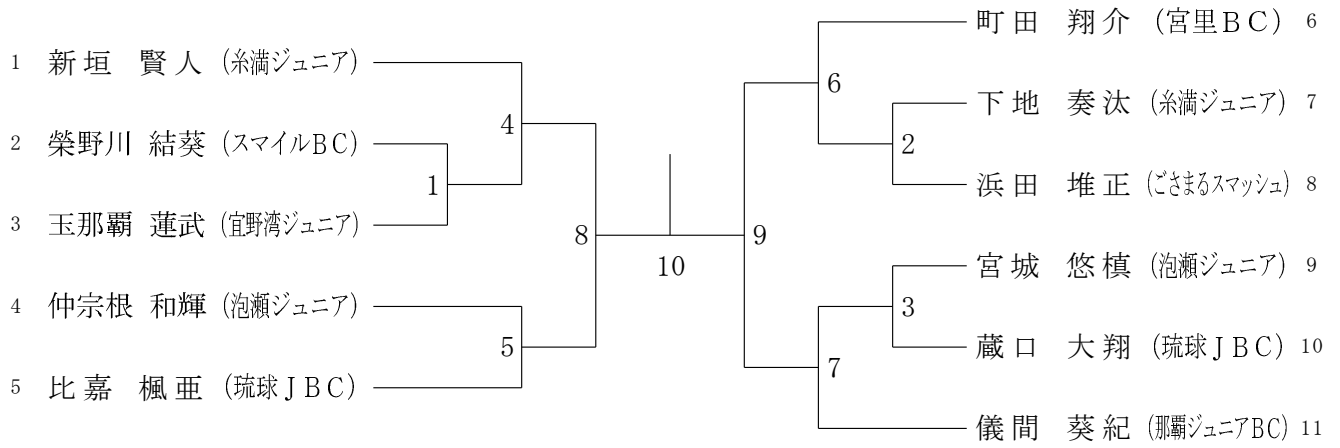 1 新垣 賢人 (糸満ジュニア)
2 榮野川 結葵 (スマイルBC)
3 玉那覇 蓮武 (宜野湾ジュニア)
4 仲宗根 和輝 (泡瀬ジュニア)
5 比嘉 楓亜 (琉球JBC)
4
1
8
5
10
9
6
2
3
7
町田 翔介 (宮里BC) 6
下地 奏汰 (糸満ジュニア) 7
浜田 堆正 (ごさまるスマッシュ) 8
宮城 悠槙 (泡瀬ジュニア) 9
蔵口 大翔 (琉球JBC) 10
儀間 葵紀 (那覇ジュニアBC) 11